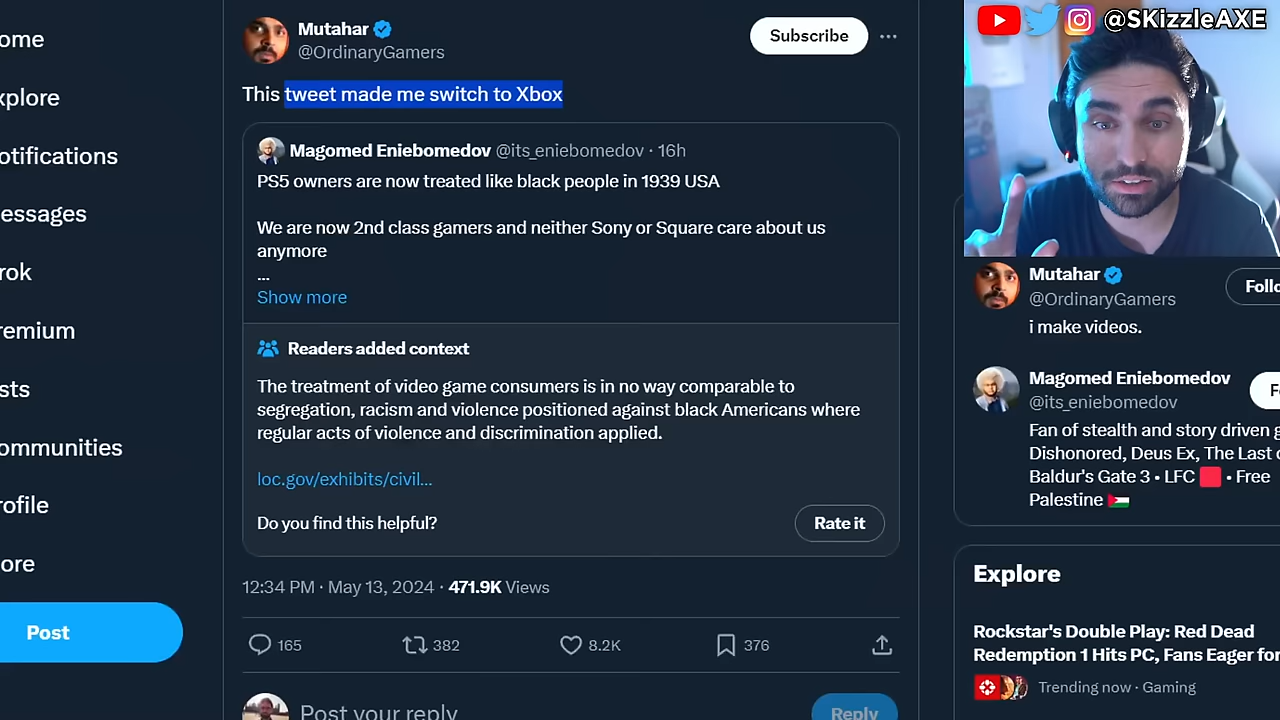 @SKizzleAXE
ome
xplore
otifications
essages
rok
remium
sts
ommunities
rofile
ore
Post
Mutahar
@OrdinaryGamers
Subscribe
This tweet made me switch to Xbox
Magomed Eniebomedov @its_eniebomedov · 16h
PS5 owners are now treated like black people in 1939 USA
We are now 2nd class gamers and neither Sony or Square care about us
anymore
...
Show more
Readers added context
The treatment of video game consumers is in no way comparable to
segregation, racism and violence positioned against black Americans where
regular acts of violence and discrimination applied.
loc.gov/exhibits/civil...
Do you find this helpful?
Rate it
12:34 PM · May 13, 2024 · 471.9K Views
165 382 8.2K 376
Post your reply
Reply
Mutahar
@OrdinaryGamers
Follo
i make videos.
Magomed Eniebomedov
@its_eniebomedov
Fo
Fan of stealth and story driven g
Dishonored, Deus Ex, The Last o
Baldur's Gate 3 • LFC • Free
Palestine
Explore
Rockstar's Double Play: Red Dead
Redemption 1 Hits PC, Fans Eager for
Trending now · Gaming